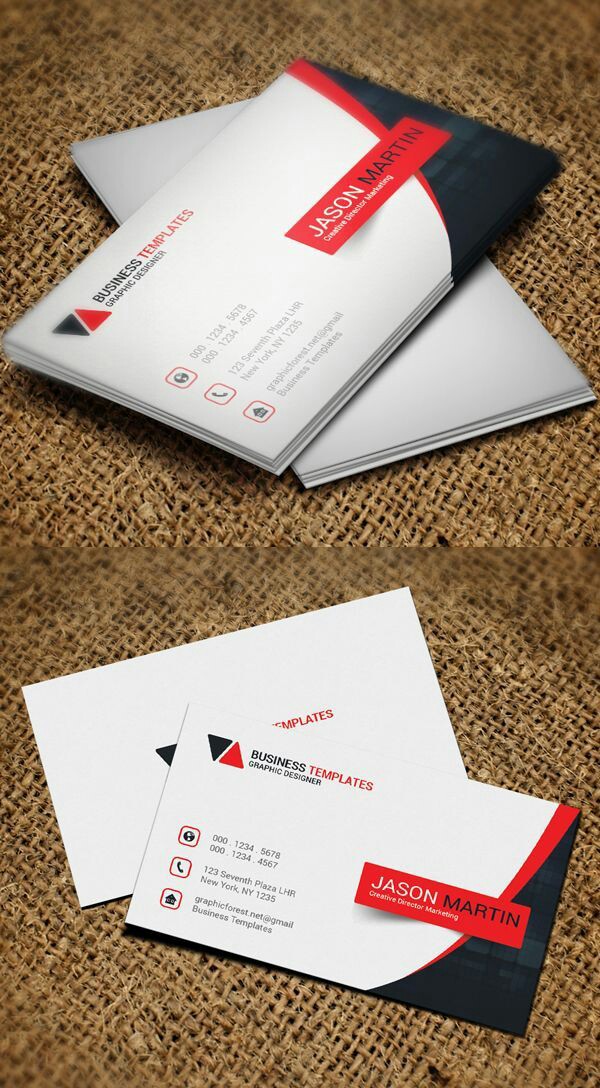 BUSINESS TEMPLATES
GRAPHIC DESIGNER
JASON MARTIN
Creative Director Marketing
000 1234 . 5678
000 . 1234 . 4567
123 Seventh Plaza LHR
New York, NY 1235
graphicforest.net@gmail
Business Templates
TEMPLATES
BUSINESS TEMPLATES
GRAPHIC DESIGNER
000 . 1234 . 5678
000 . 1234 . 4567
123 Seventh Plaza LHR
New York, NY 1235
graphicforest.net@gmail
Business Templates
JASON MARTIN
Creative Director Marketing